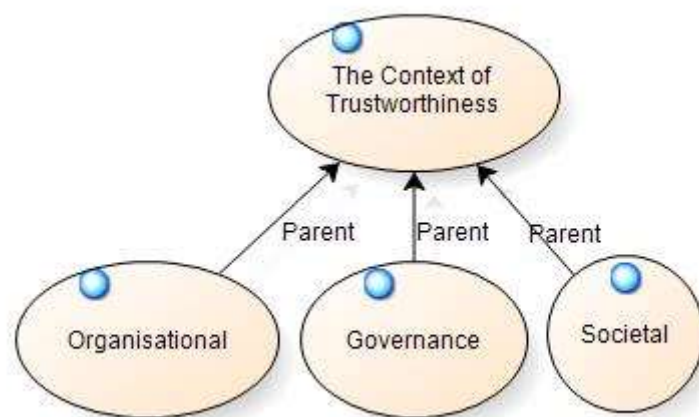 The Context of
Trustworthiness
Parent
Parent
Parent
Organisational
Governance
Societal